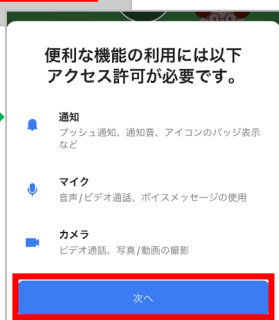 便利な機能の利用には以下
アクセス許可が必要です。
通知
プッシュ通知、通知音、アイコンのバッジ表示
など
マイク
音声/ビデオ通話、ボイスメッセージの使用
カメラ
ビデオ通話、写真/動画の撮影
次へ